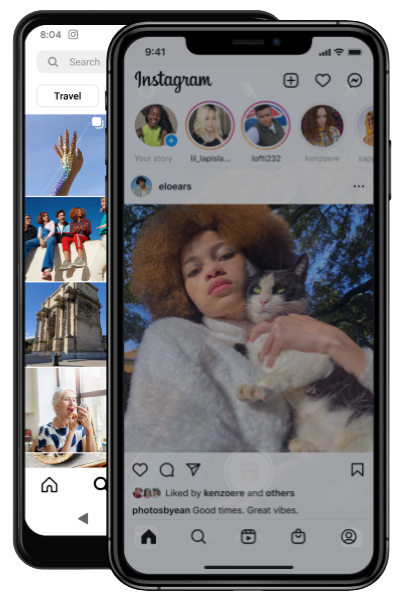 8:04
Search
Travel
9:41
Instagram
Your story
lil_lapisla...
lofti232
kenzoere
sapp
eloears
Liked by kenzoere and others
photosbyean Good times. Great vibes.